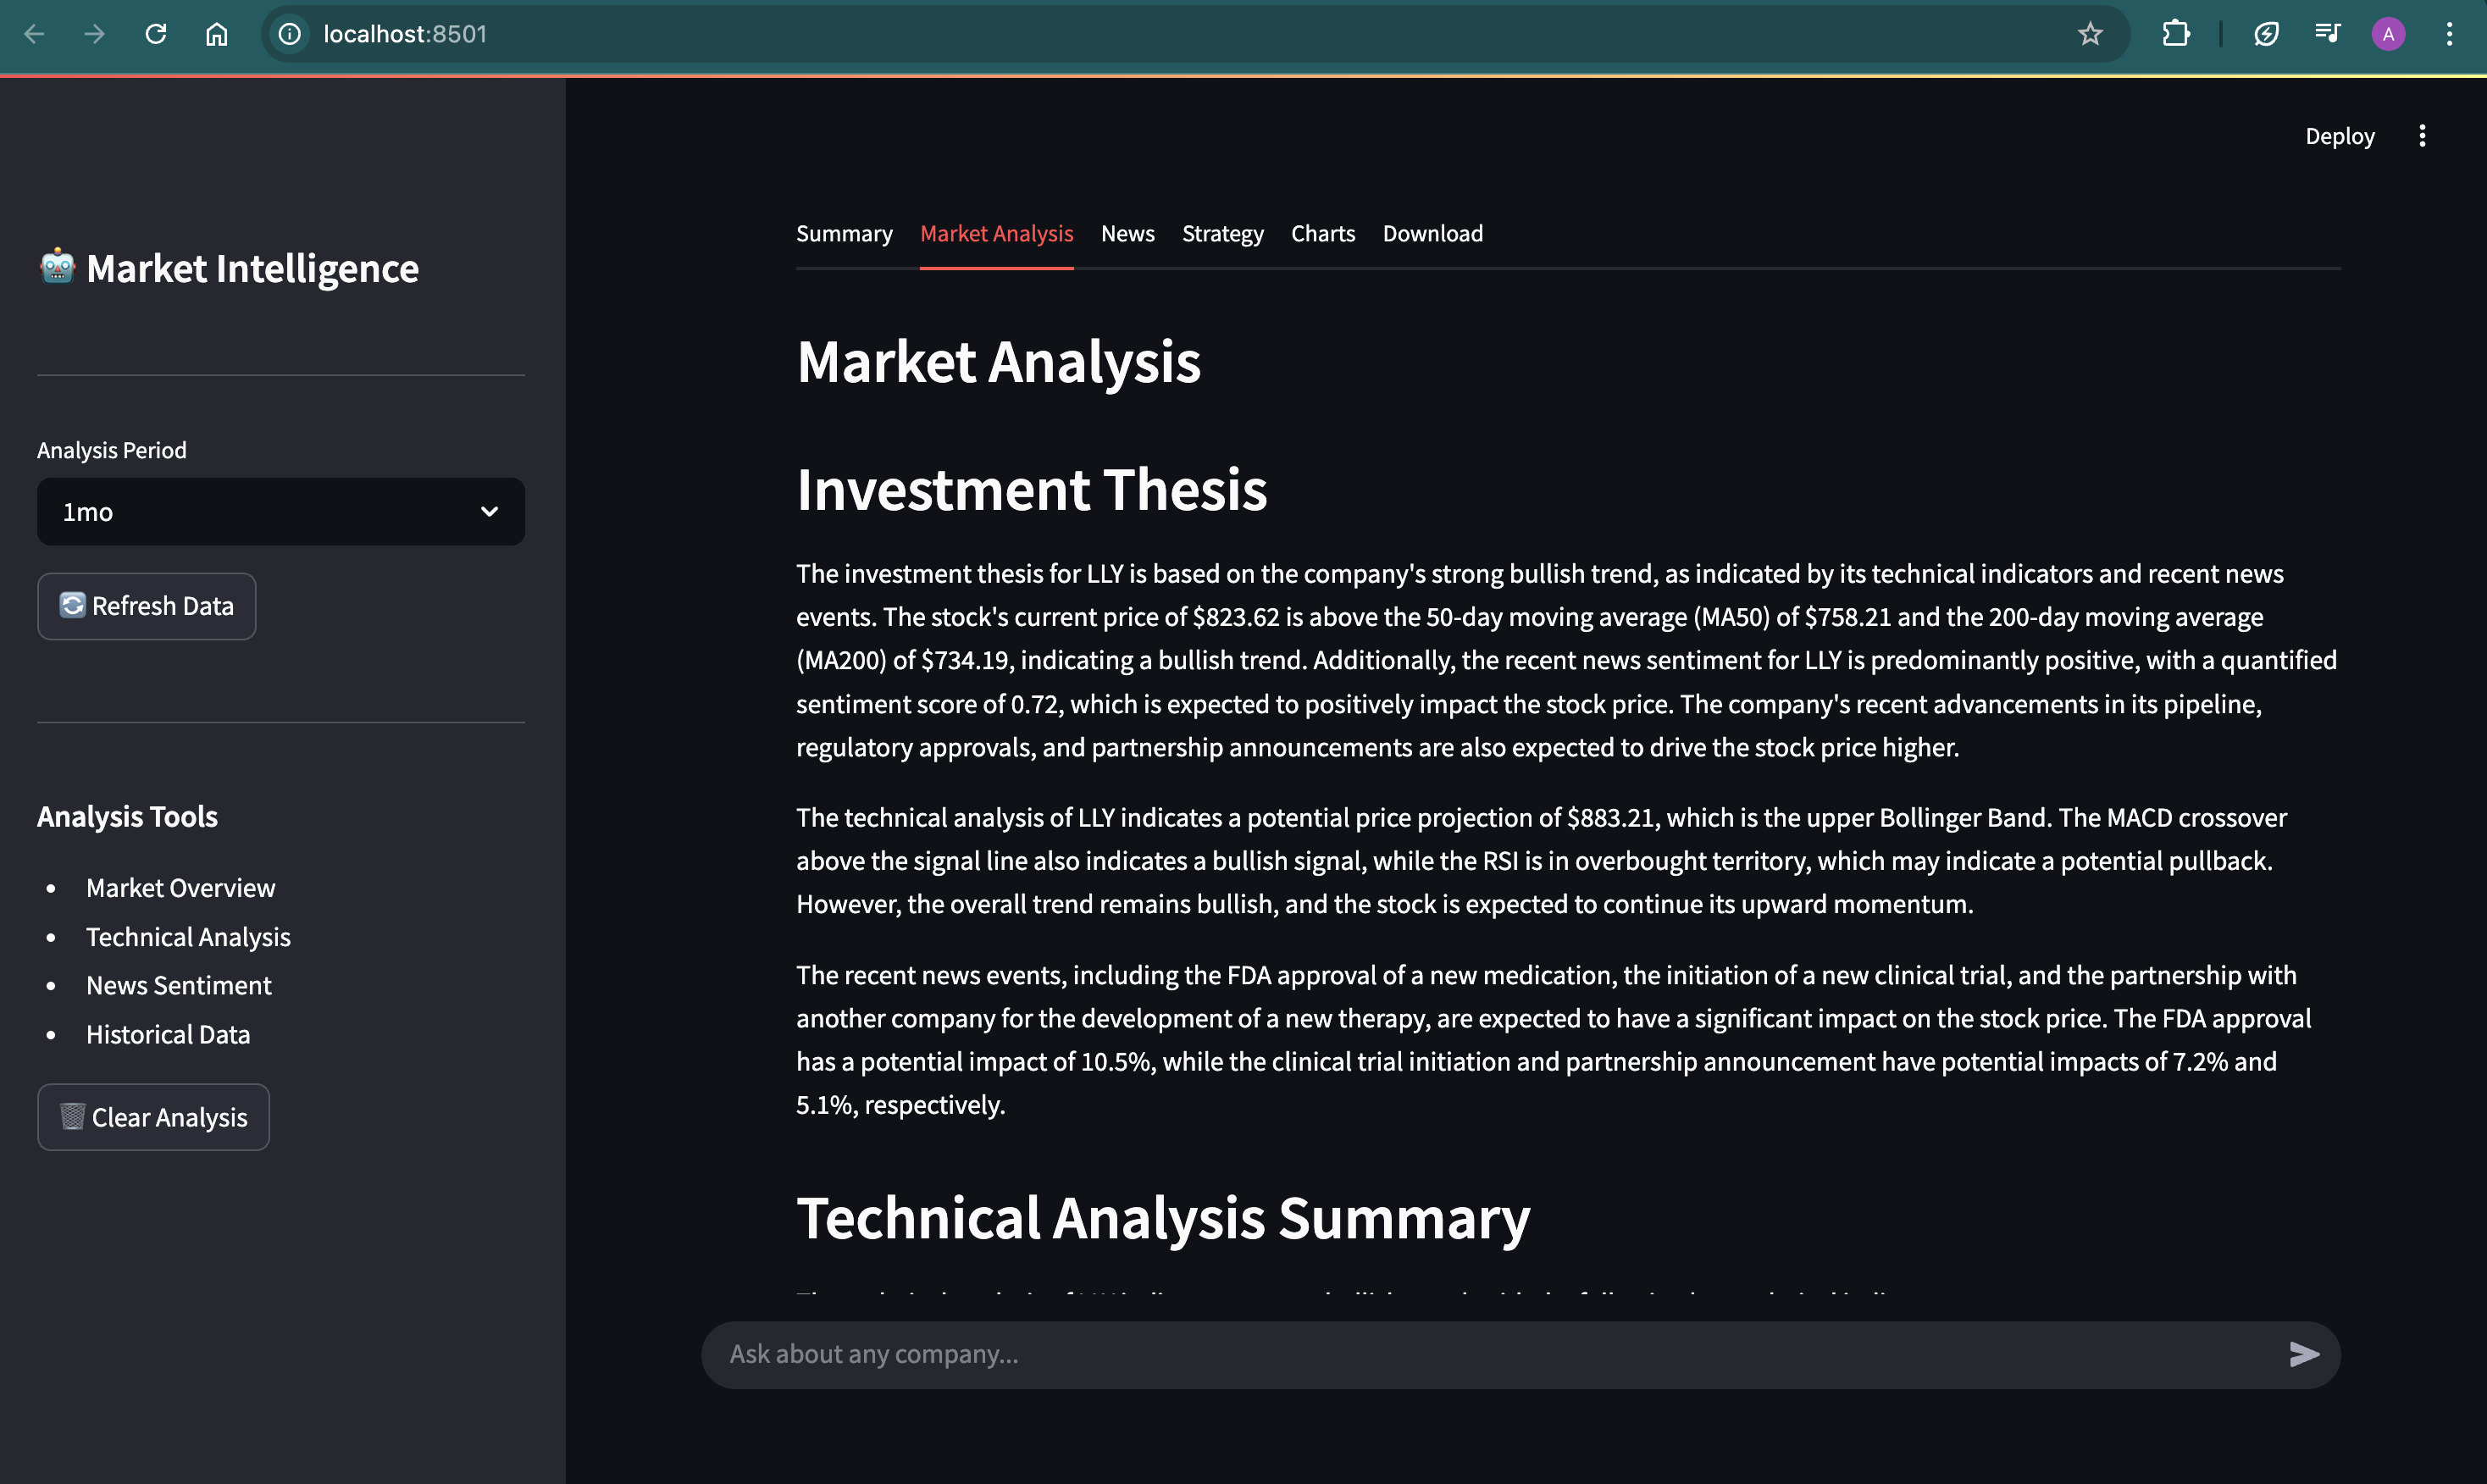 localhost:8501
A
Deploy
🤖 Market Intelligence
Analysis Period
1mo
🔄 Refresh Data
Analysis Tools
• Market Overview
• Technical Analysis
• News Sentiment
• Historical Data
🗑️ Clear Analysis
Summary Market Analysis News Strategy Charts Download
Market Analysis
Investment Thesis
The investment thesis for LLY is based on the company's strong bullish trend, as indicated by its technical indicators and recent news
events. The stock's current price of $823.62 is above the 50-day moving average (MA50) of $758.21 and the 200-day moving average
(MA200) of $734.19, indicating a bullish trend. Additionally, the recent news sentiment for LLY is predominantly positive, with a quantified
sentiment score of 0.72, which is expected to positively impact the stock price. The company's recent advancements in its pipeline,
regulatory approvals, and partnership announcements are also expected to drive the stock price higher.
The technical analysis of LLY indicates a potential price projection of $883.21, which is the upper Bollinger Band. The MACD crossover
above the signal line also indicates a bullish signal, while the RSI is in overbought territory, which may indicate a potential pullback.
However, the overall trend remains bullish, and the stock is expected to continue its upward momentum.
The recent news events, including the FDA approval of a new medication, the initiation of a new clinical trial, and the partnership with
another company for the development of a new therapy, are expected to have a significant impact on the stock price. The FDA approval
has a potential impact of 10.5%, while the clinical trial initiation and partnership announcement have potential impacts of 7.2% and
5.1%, respectively.
Technical Analysis Summary
Ask about any company...